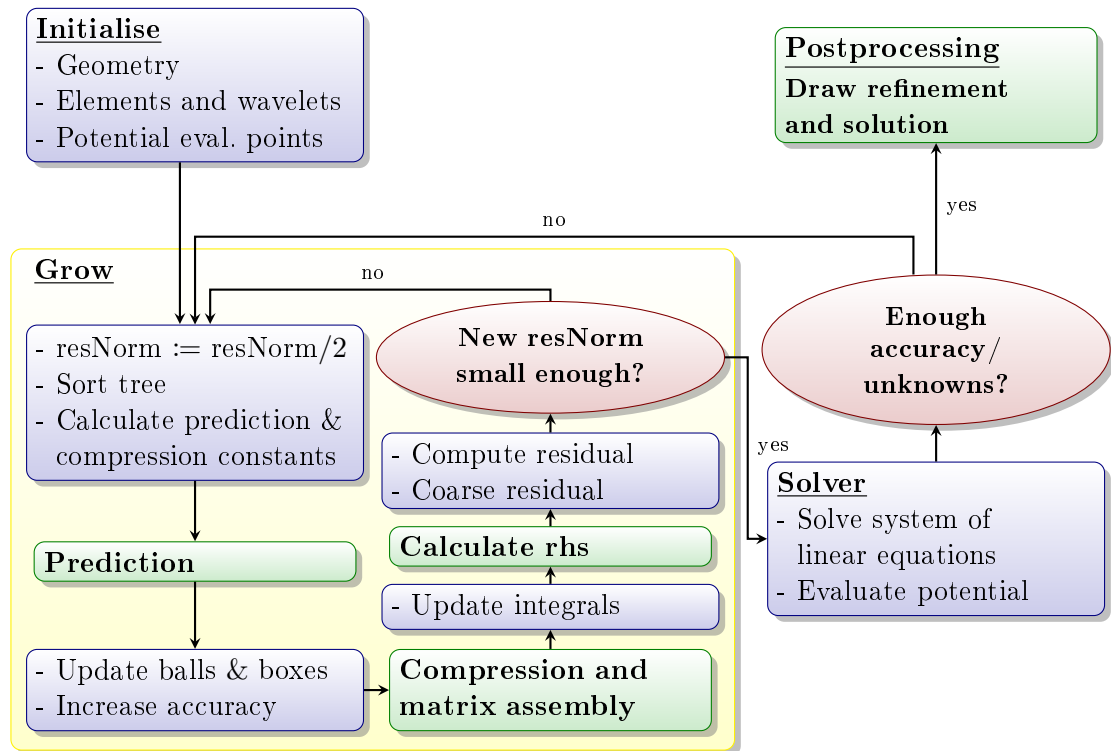 Initialise
- Geometry
- Elements and wavelets
- Potential eval. points
Postprocessing
Draw refinement
and solution
no
yes
Grow
no
- resNorm := resNorm/2
- Sort tree
- Calculate prediction &
compression constants
New resNorm
small enough?
Enough
accuracy/
unknowns?
- Compute residual
- Coarse residual
yes
Solver
- Solve system of
linear equations
- Evaluate potential
Prediction
Calculate rhs
- Update integrals
- Update balls & boxes
- Increase accuracy
Compression and
matrix assembly